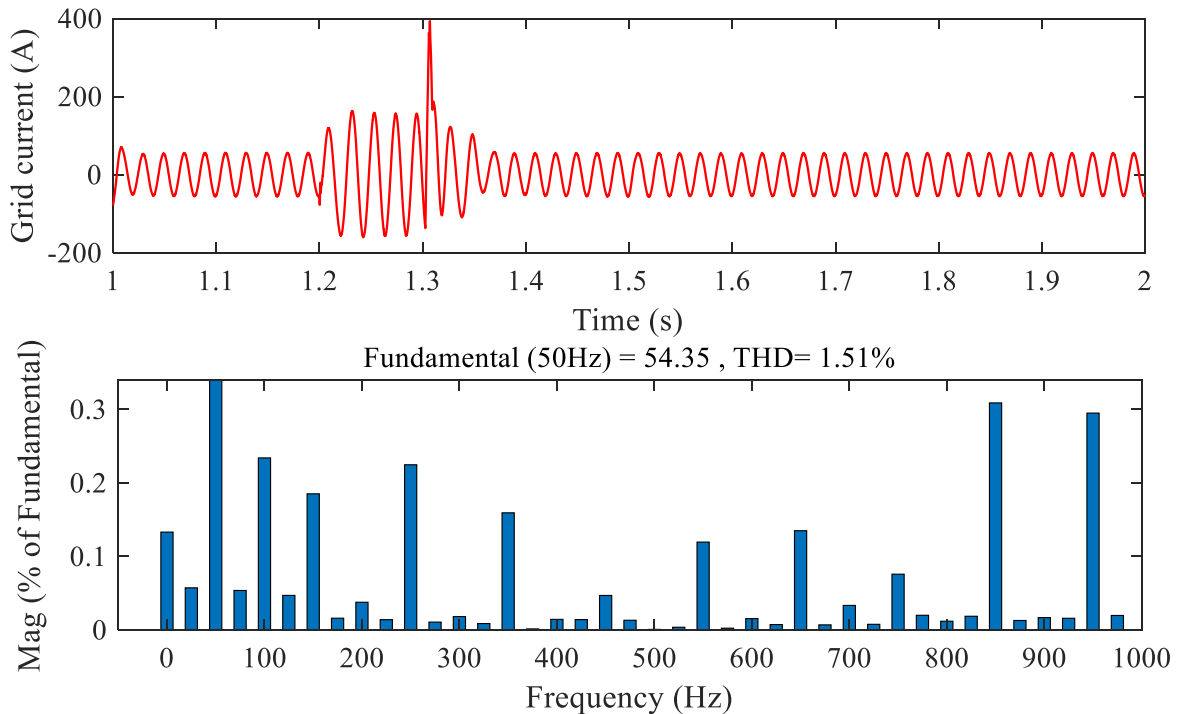 Grid current (A)
400
200
0
-200
1 1.1 1.2 1.3 1.4 1.5 1.6 1.7 1.8 1.9 2
Time (s)
Fundamental (50Hz) = 54.35 , THD= 1.51%
Mag (% of Fundamental)
0.3
0.2
0.1
0
0 100 200 300 400 500 600 700 800 900 1000
Frequency (Hz)